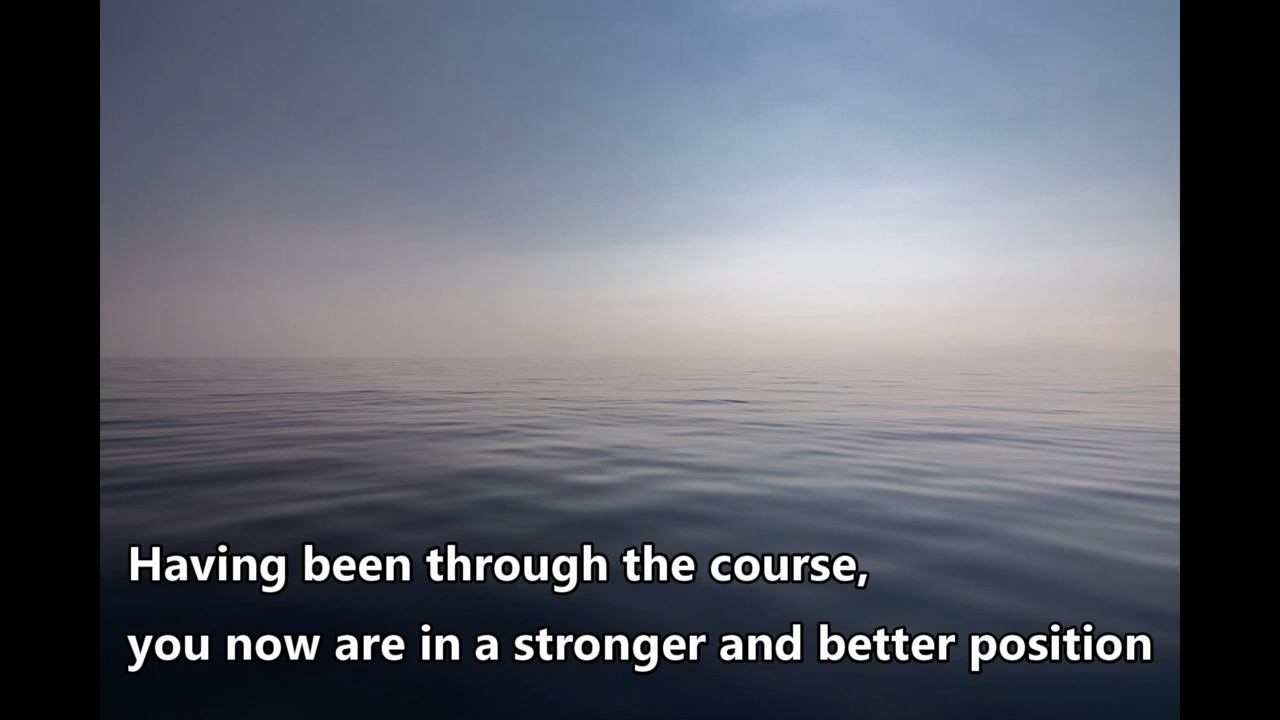 Having been through the course,
you now are in a stronger and better position